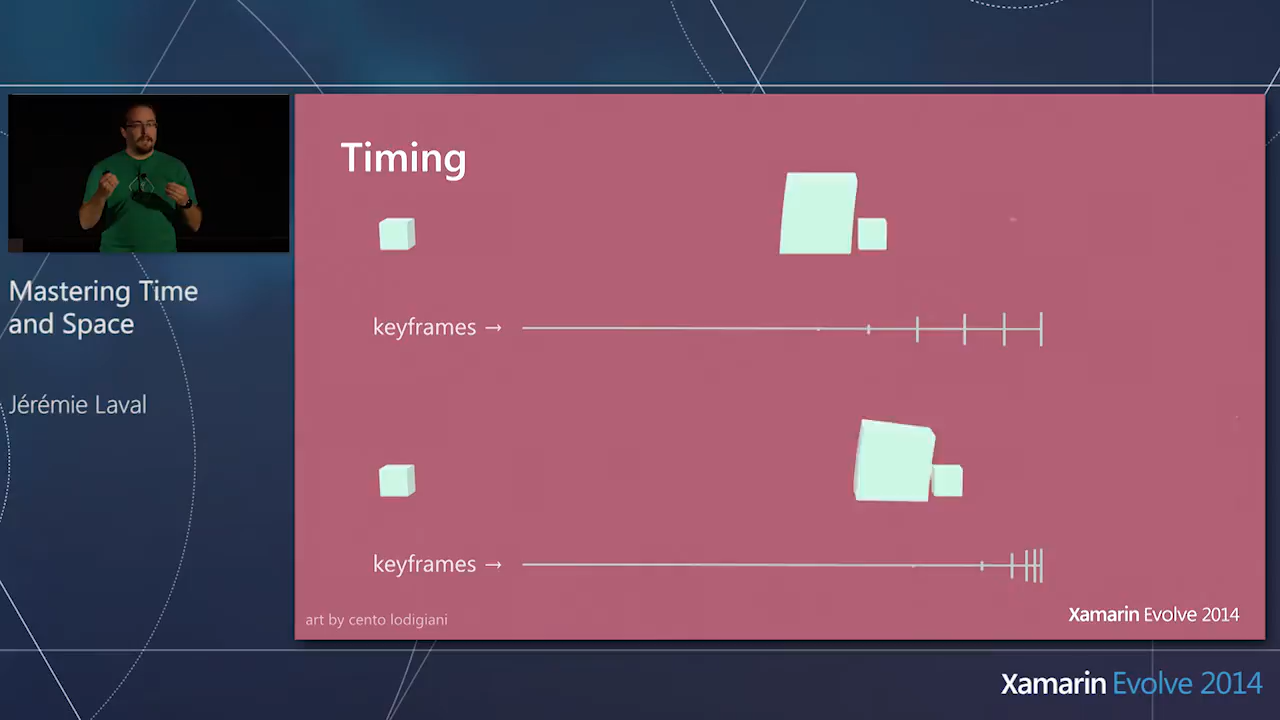 Timing
keyframes →
keyframes →
art by cento lodigiani
Xamarin Evolve 2014
Mastering Time
and Space
Jérémie Laval
Xamarin Evolve 2014